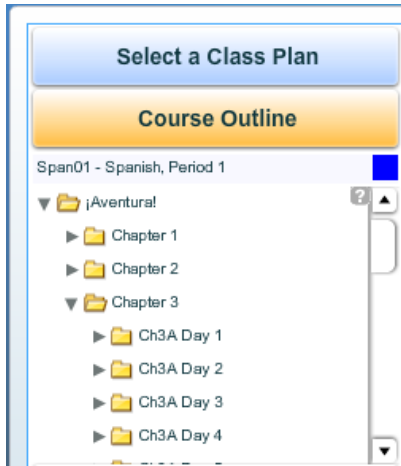 Select a Class Plan
Course Outline
Span01 - Spanish, Period 1
¡Aventura!
?
Chapter 1
Chapter 2
Chapter 3
Ch3A Day 1
Ch3A Day 2
Ch3A Day 3
Ch3A Day 4